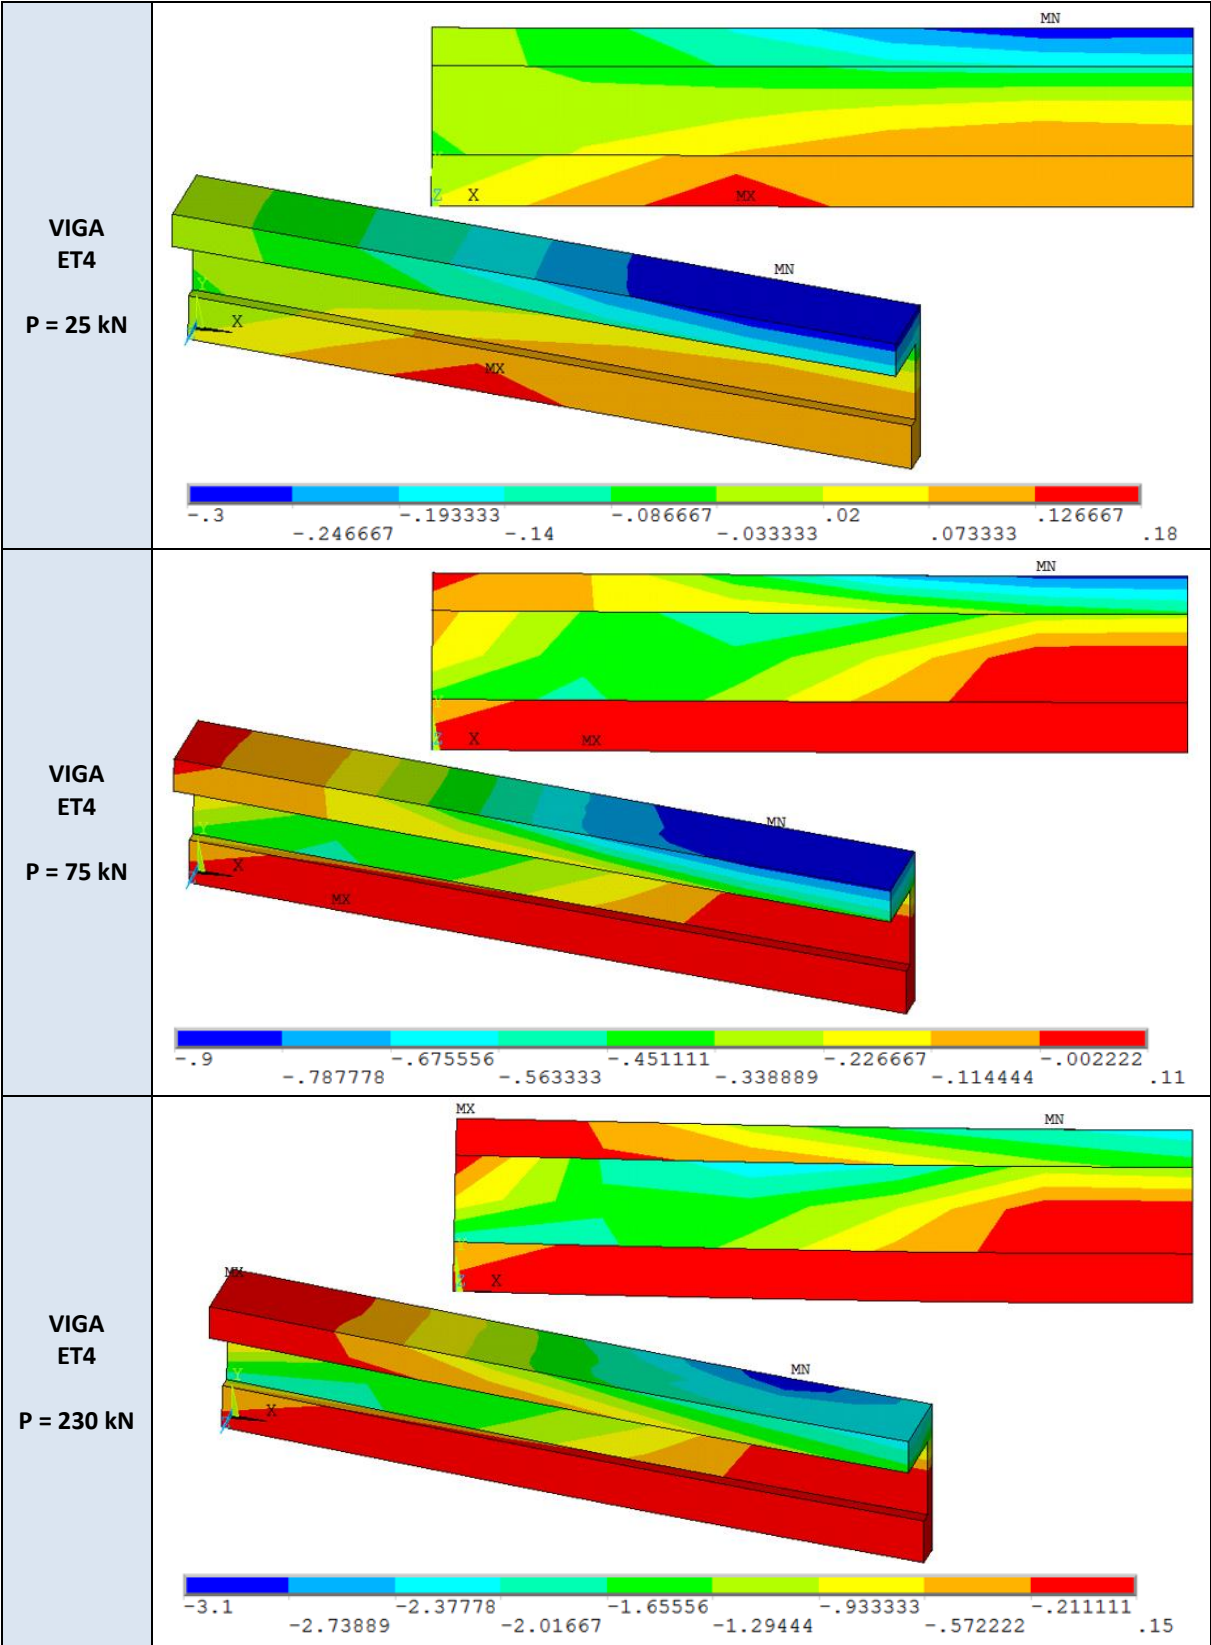 VIGA
ET4
P = 25 kN
MN
Y
Z X
MX
MN
Y
X
MX
-.3 -.193333 -.086667 .02 .126667
-.246667 -.14 -.033333 .073333 .18
VIGA
ET4
P = 75 kN
MN
Y
Z X MX
MN
Y
X
MX
-.9 -.675556 -.451111 -.226667 -.002222
-.787778 -.563333 -.338889 -.114444 .11
VIGA
ET4
P = 230 kN
MX MN
Y
Z X
MX
MN
Y
X
-3.1 -2.37778 -1.65556 -.933333 -.211111
-2.73889 -2.01667 -1.29444 -.572222 .15